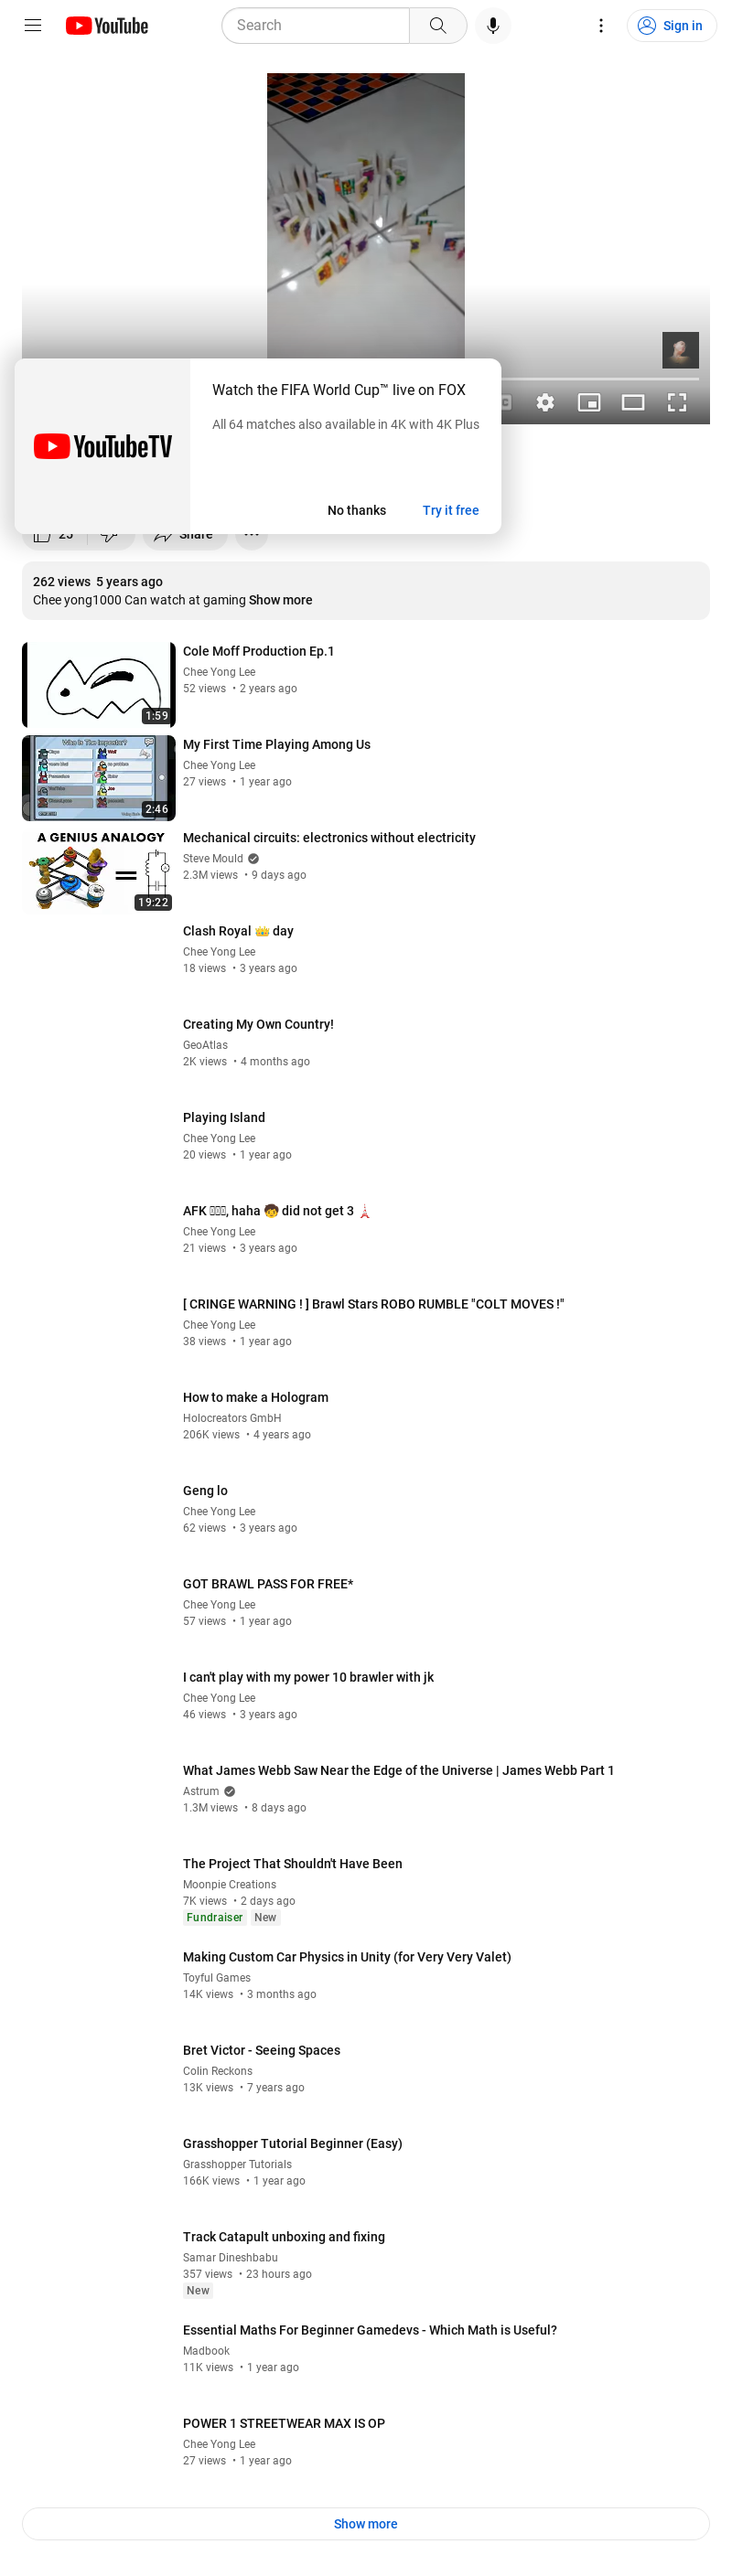 YouTube
Search
Sign in
Watch the FIFA World Cup™ live on FOX
All 64 matches also available in 4K with 4K Plus
YouTubeTV
No thanks
Try it free
25
Share
262 views 5 years ago
Chee yong1000 Can watch at gaming Show more
Cole Moff Production Ep.1
Chee Yong Lee
52 views • 2 years ago
1:59
Who Is The Impostor?
My First Time Playing Among Us
Chee Yong Lee
27 views • 1 year ago
2:46
A GENIUS ANALOGY
Mechanical circuits: electronics without electricity
Steve Mould
2.3M views • 9 days ago
19:22
Clash Royal 👑 day
Chee Yong Lee
18 views • 3 years ago
Creating My Own Country!
GeoAtlas
2K views • 4 months ago
Playing Island
Chee Yong Lee
20 views • 1 year ago
AFK , haha 🧒 did not get 3 🗼
Chee Yong Lee
21 views • 3 years ago
[ CRINGE WARNING ! ] Brawl Stars ROBO RUMBLE "COLT MOVES !"
Chee Yong Lee
38 views • 1 year ago
How to make a Hologram
Holocreators GmbH
206K views • 4 years ago
Geng lo
Chee Yong Lee
62 views • 3 years ago
GOT BRAWL PASS FOR FREE*
Chee Yong Lee
57 views • 1 year ago
I can't play with my power 10 brawler with jk
Chee Yong Lee
46 views • 3 years ago
What James Webb Saw Near the Edge of the Universe | James Webb Part 1
Astrum
1.3M views • 8 days ago
The Project That Shouldn't Have Been
Moonpie Creations
7K views • 2 days ago
Fundraiser New
Making Custom Car Physics in Unity (for Very Very Valet)
Toyful Games
14K views • 3 months ago
Bret Victor - Seeing Spaces
Colin Reckons
13K views • 7 years ago
Grasshopper Tutorial Beginner (Easy)
Grasshopper Tutorials
166K views • 1 year ago
Track Catapult unboxing and fixing
Samar Dineshbabu
357 views • 23 hours ago
New
Essential Maths For Beginner Gamedevs - Which Math is Useful?
Madbook
11K views • 1 year ago
POWER 1 STREETWEAR MAX IS OP
Chee Yong Lee
27 views • 1 year ago
Show more